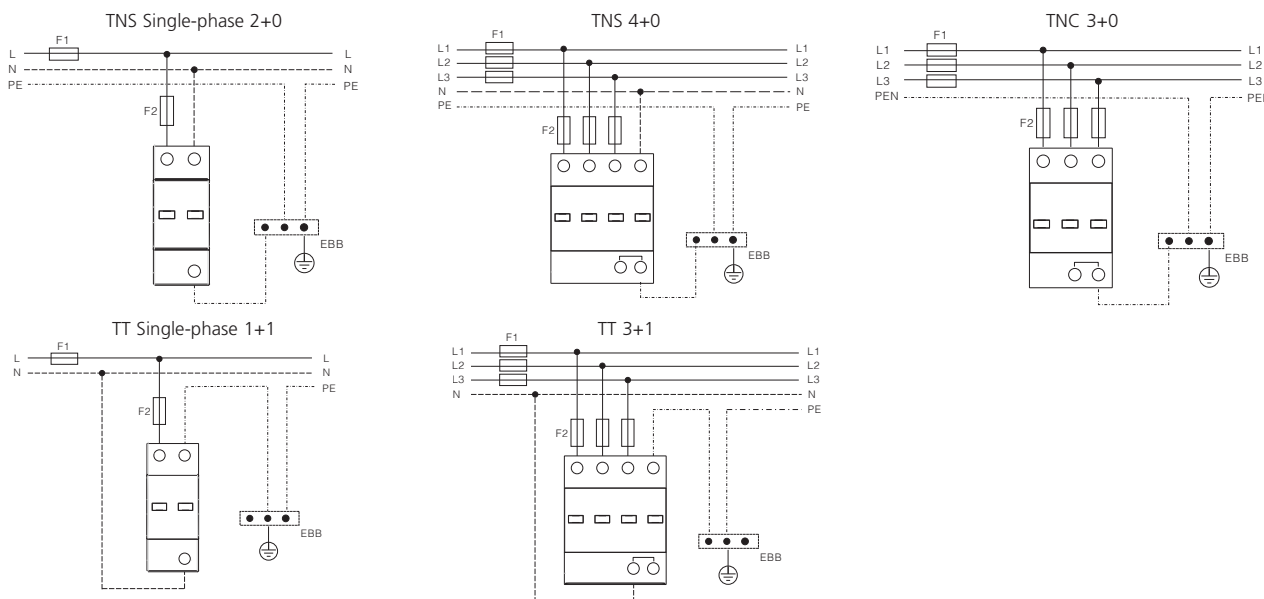 TNS Single-phase 2+0
F1
L L
N N
PE PE
F2
EBB
TNS 4+0
F1
L1 L1
L2 L2
L3 L3
N N
PE PE
F2
EBB
TNC 3+0
F1
L1 L1
L2 L2
L3 L3
PEN PEN
F2
EBB
TT Single-phase 1+1
F1
L L
N N
PE
F2
EBB
TT 3+1
F1
L1 L1
L2 L2
L3 L3
N N
PE
F2
EBB